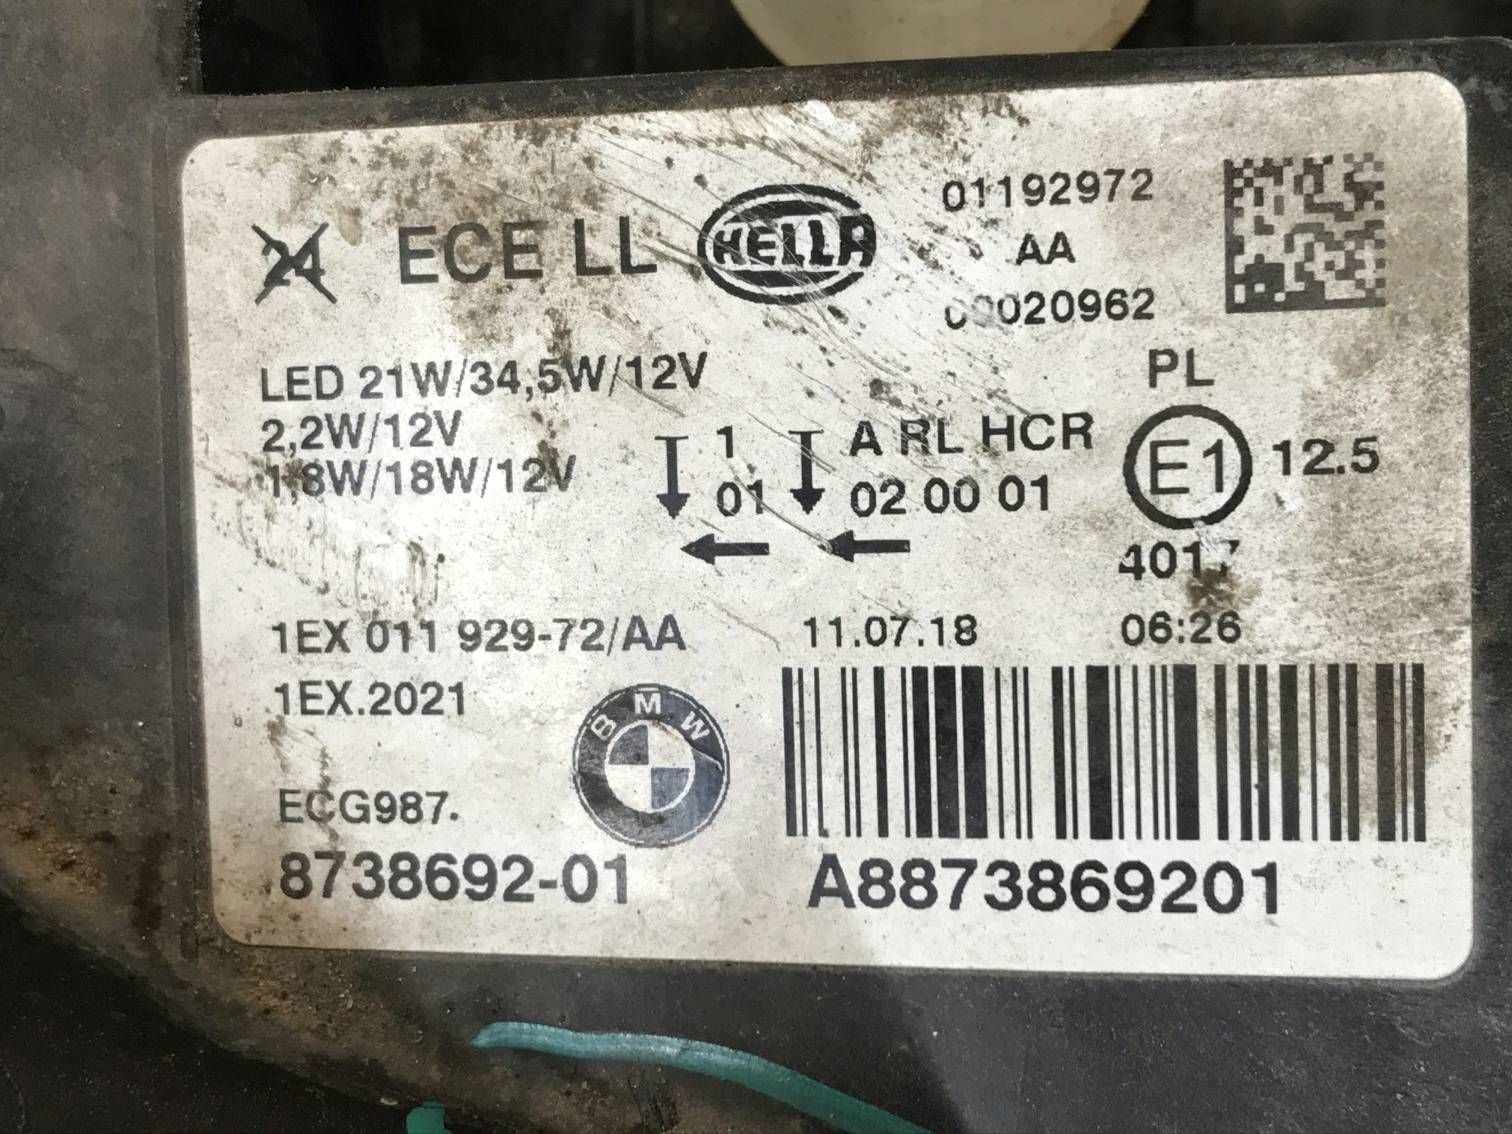 24 ECE LL HELLA
01192972
AA
00020962
LED 21W/34,5W/12V
2,2W/12V
1,8W/18W/12V
1 A RL HCR
01 02 00 01
PL
E1 12.5
4017
1EX 011 929-72/AA 11.07.18 06:26
1EX.2021
BMW
ECG987.
8738692-01
A8873869201